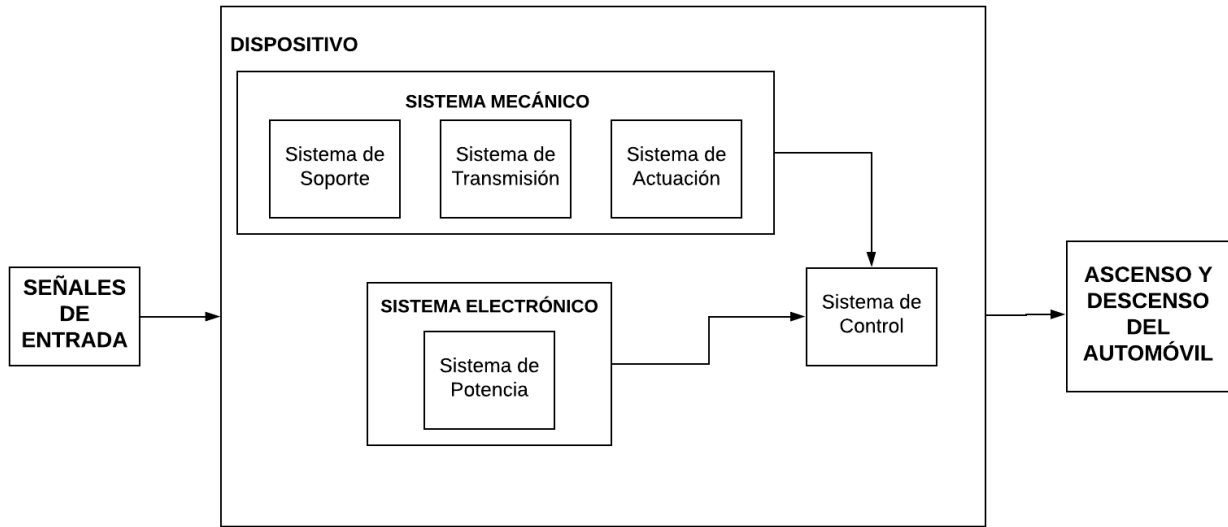 DISPOSITIVO
SISTEMA MECÁNICO
Sistema de
Soporte
Sistema de
Transmisión
Sistema de
Actuación
SEÑALES
DE
ENTRADA
SISTEMA ELECTRÓNICO
Sistema de
Potencia
Sistema de
Control
ASCENSO Y
DESCENSO
DEL
AUTOMÓVIL